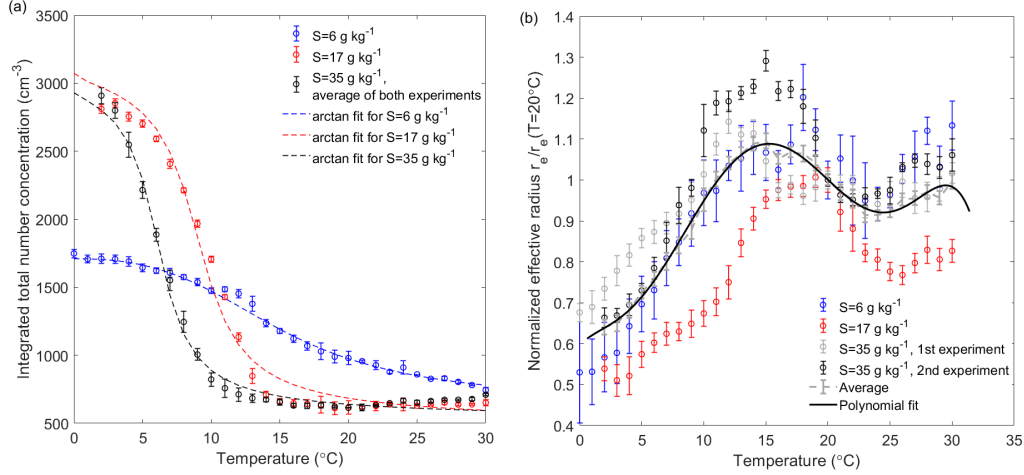 (a)
3500
3000
2500
2000
1500
1000
500
0
5
10
15
20
25
30
Integrated total number concentration (cm⁻³)
Temperature (°C)
S=6 g kg⁻¹
S=17 g kg⁻¹
S=35 g kg⁻¹,
average of both experiments
arctan fit for S=6 g kg⁻¹
arctan fit for S=17 g kg⁻¹
arctan fit for S=35 g kg⁻¹
(b)
1.4
1.3
1.2
1.1
1
0.9
0.8
0.7
0.6
0.5
0.4
0
5
10
15
20
25
30
35
Normalized effective radius rₑ/rₑ(T=20°C)
Temperature (°C)
S=6 g kg⁻¹
S=17 g kg⁻¹
S=35 g kg⁻¹, 1st experiment
S=35 g kg⁻¹, 2nd experiment
Average
Polynomial fit